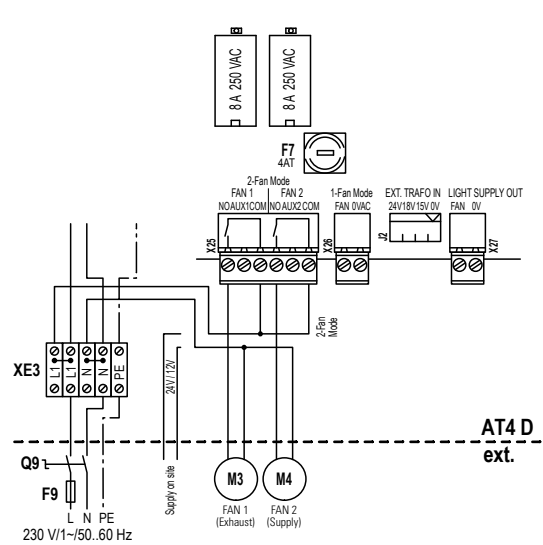 8 A 250 VAC
8 A 250 VAC
F7
4AT
2-Fan Mode
FAN 1 FAN 2
NO AUX1 COM NO AUX2 COM
1-Fan Mode
FAN 0VAC
EXT. TRAFO IN
24V 18V 15V 0V
LIGHT SUPPLY OUT
FAN 0V
X25
X26
J2
X27
2-Fan
Mode
XE3
L1 L1 N N PE
24V / 12V
Supply on site
AT4 D
ext.
Q9
F9
M3
M4
FAN 1
(Exhaust)
FAN 2
(Supply)
L N PE
230 V/1~/50..60 Hz